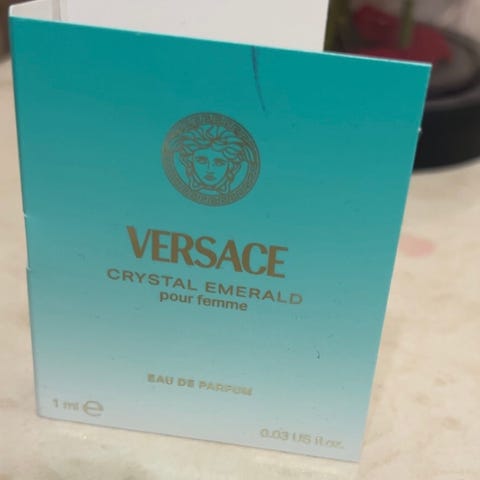 VERSACE
CRYSTAL EMERALD
pour femme
EAU DE PARFUM
1 ml ℮
0.03 US fl.oz.